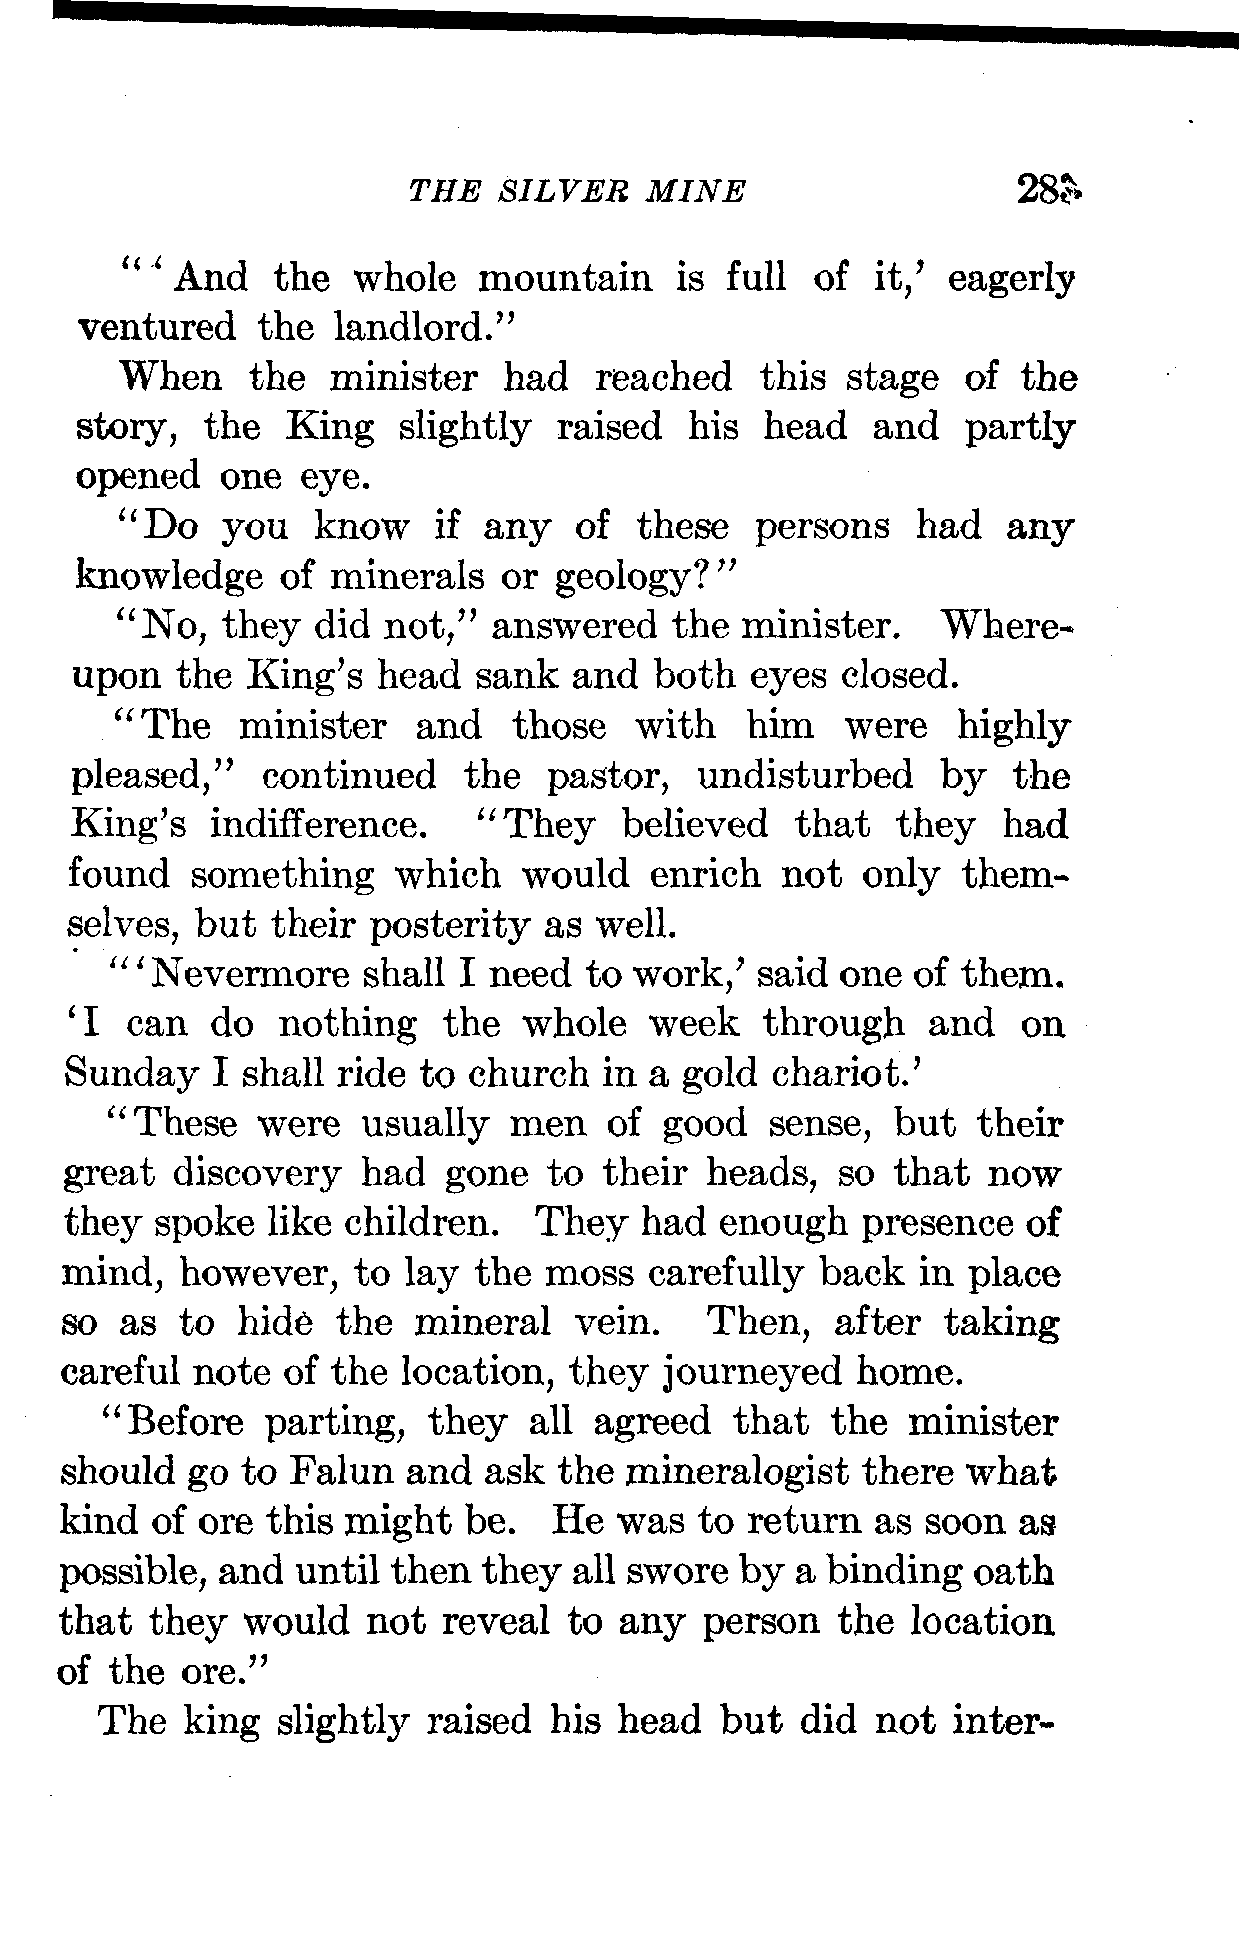 THE SILVER MINE
"'And the whole mountain is full of it,' eagerly
ventured the landlord."
When the minister had reached this stage of the
story, the King slightly raised his head and partly
opened one eye.
"Do you know if any of these persons had any
knowledge of minerals or geology?"
"No, they did not," answered the minister. Where-
upon the King's head sank and both eyes closed.
"The minister and those with him were highly
pleased," continued the pastor, undisturbed by the
King's indifference. "They believed that they had
found something which would enrich not only them-
selves, but their posterity as well.
"'Nevermore shall I need to work,' said one of them.
'I can do nothing the whole week through and on
Sunday I shall ride to church in a gold chariot.'
"These were usually men of good sense, but their
great discovery had gone to their heads, so that now
they spoke like children. They had enough presence of
mind, however, to lay the moss carefully back in place
so as to hide the mineral vein. Then, after taking
careful note of the location, they journeyed home.
"Before parting, they all agreed that the minister
should go to Falun and ask the mineralogist there what
kind of ore this might be. He was to return as soon as
possible, and until then they all swore by a binding oath
that they would not reveal to any person the location
of the ore."
The king slightly raised his head but did not inter-